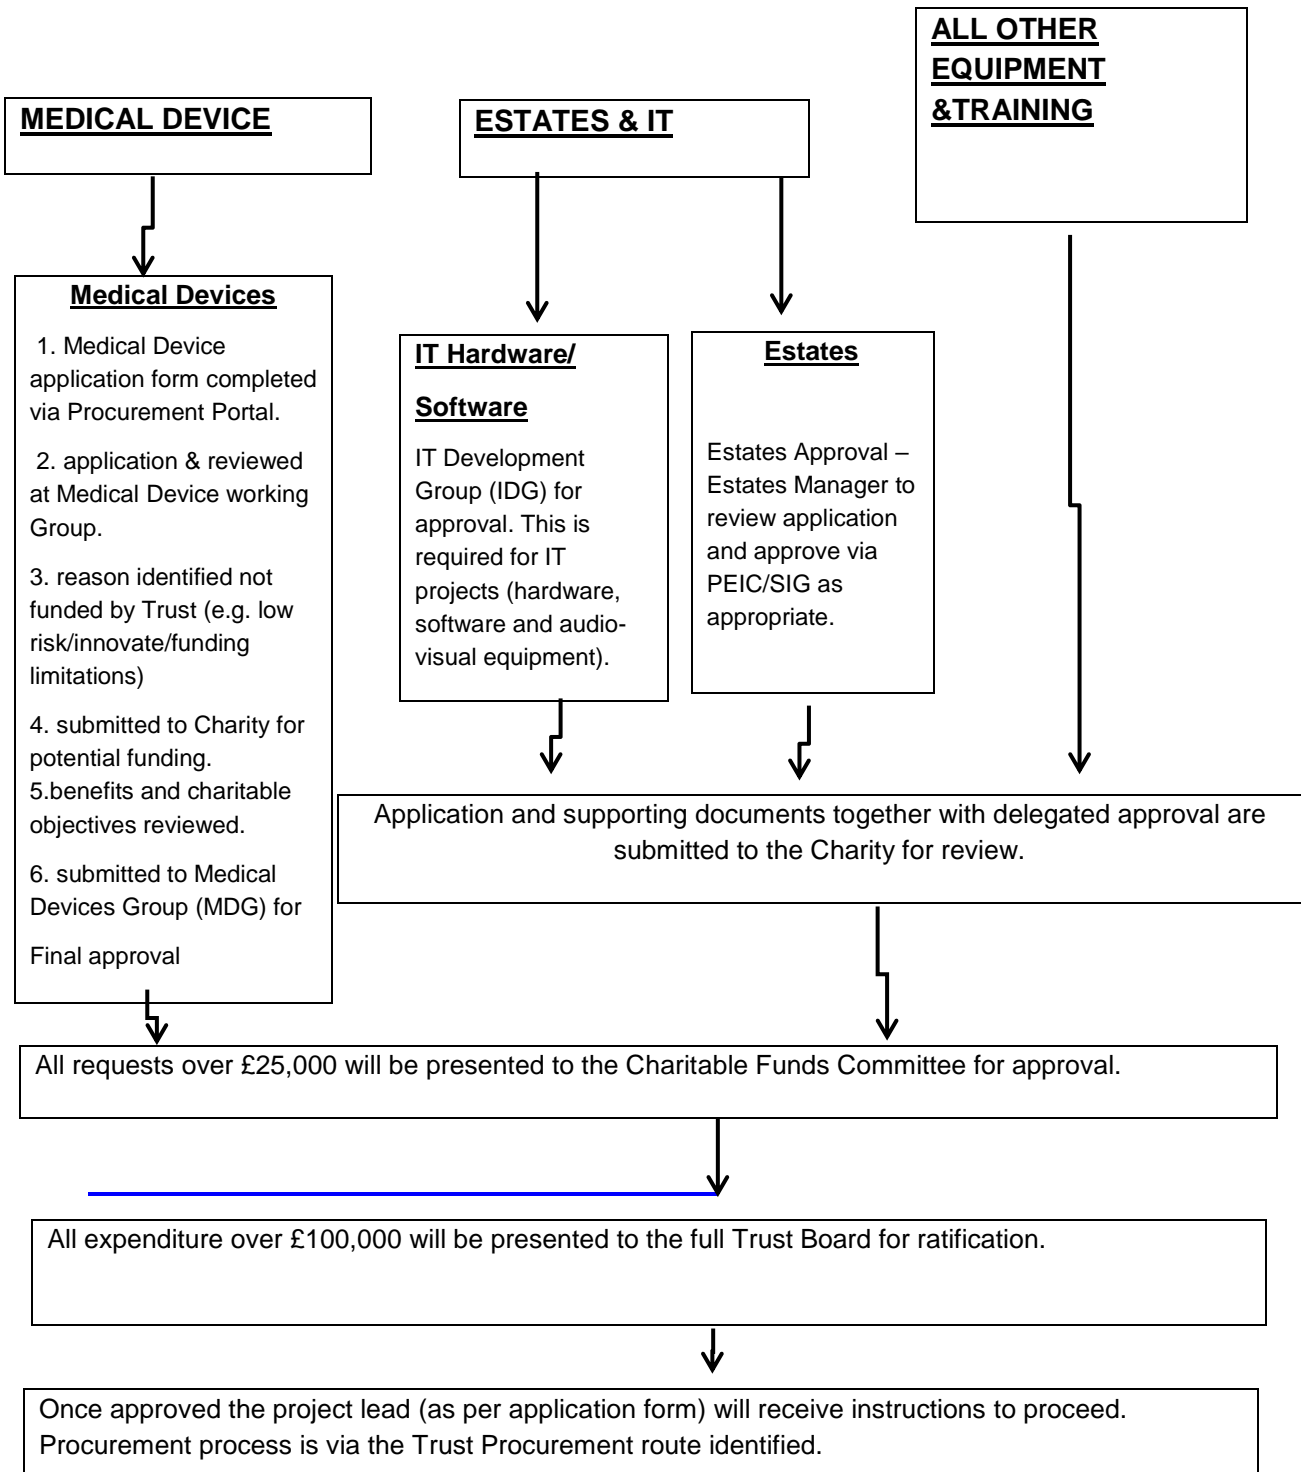 ALL OTHER
EQUIPMENT
&TRAINING
MEDICAL DEVICE
ESTATES & IT
Medical Devices
1. Medical Device
application form completed
via Procurement Portal.
2. application & reviewed
at Medical Device working
Group.
3. reason identified not
funded by Trust (e.g. low
risk/innovate/funding
limitations)
4. submitted to Charity for
potential funding.
5.benefits and charitable
objectives reviewed.
6. submitted to Medical
Devices Group (MDG) for
Final approval
IT Hardware/
Software
IT Development
Group (IDG) for
approval. This is
required for IT
projects (hardware,
software and audio-
visual equipment).
Estates
Estates Approval –
Estates Manager to
review application
and approve via
PEIC/SIG as
appropriate.
Application and supporting documents together with delegated approval are
submitted to the Charity for review.
All requests over £25,000 will be presented to the Charitable Funds Committee for approval.
All expenditure over £100,000 will be presented to the full Trust Board for ratification.
Once approved the project lead (as per application form) will receive instructions to proceed.
Procurement process is via the Trust Procurement route identified.